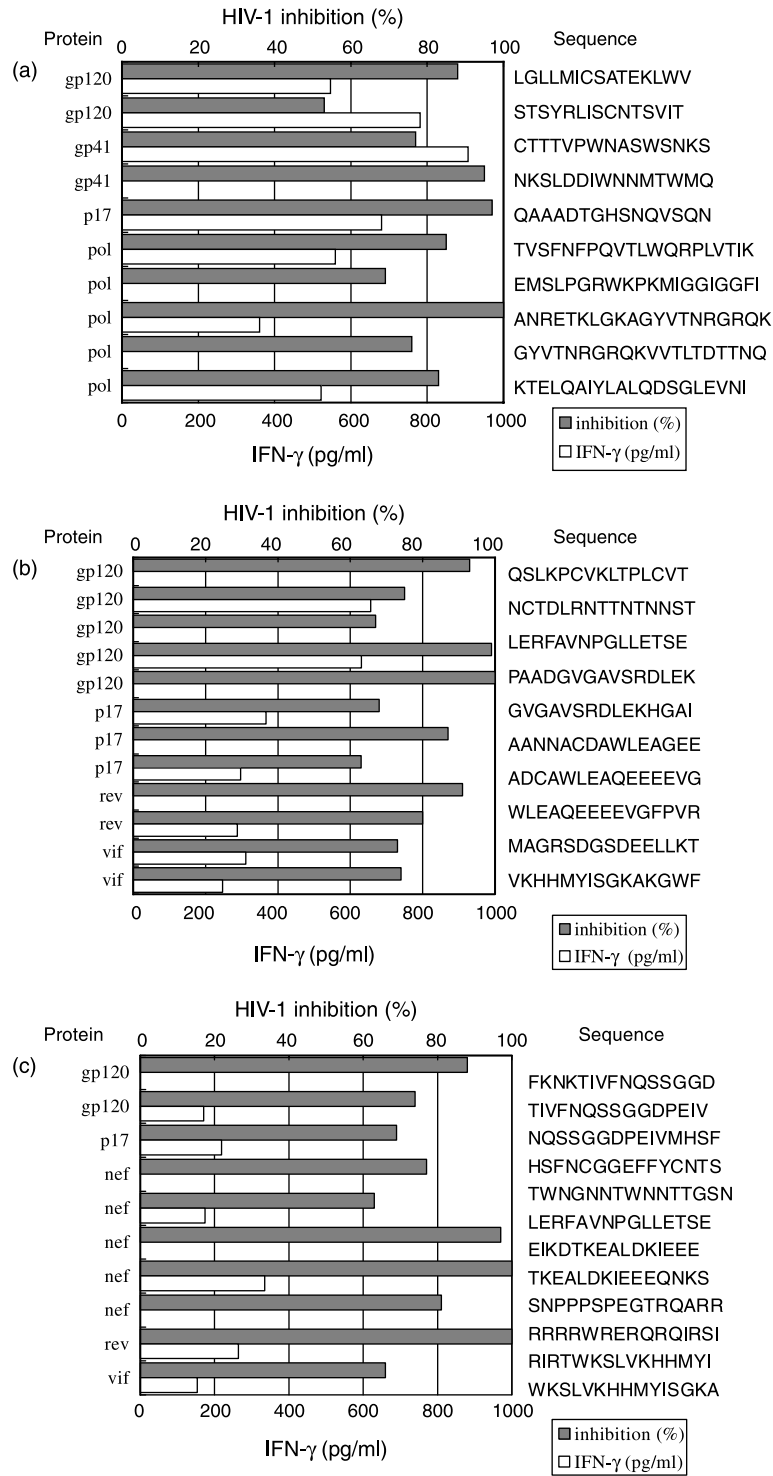 HIV-1 inhibition (%)
Protein Sequence
0 20 40 60 80 100
(a)
gp120 LGLLMICSATEKLWV
gp120 STSYRLISCNTSVIT
gp41 CTTTVPWNASWSNKS
gp41 NKSLDDIWNNMTWMQ
p17 QAAADTGHSNQVSQN
pol TVSFNFPQVTLWQRPLVTIK
pol EMSLPGRWKPKMIGGIGGFI
pol ANRETKLGKAGYVTNRGRQK
pol GYVTNRGRQKVVTLTDTTNQ
pol KTELQAIYLALQDSGLEVNI
0 200 400 600 800 1000
IFN-γ (pg/ml)
inhibition (%)
IFN-γ (pg/ml)
HIV-1 inhibition (%)
Protein Sequence
0 20 40 60 80 100
(b)
gp120 QSLKPCVKLTPLCVT
gp120 NCTDLRNTTNTNNST
gp120 LERFAVNPGLLETSE
gp120 PAADGVGAVSRDLEK
gp120 GVGAVSRDLEKHGAI
p17 AANNACDAWLEAGEE
p17 ADCAWLEAQEEEEVG
p17 WLEAQEEEEVGFPVR
rev MAGRSDGSDEELLKT
rev VKHHMYISGKAKGWF
vif
vif
0 200 400 600 800 1000
IFN-γ (pg/ml)
inhibition (%)
IFN-γ (pg/ml)
HIV-1 inhibition (%)
Protein Sequence
0 20 40 60 80 100
(c)
gp120 FKNKTIVFNQSSGGD
gp120 TIVFNQSSGGDPEIV
p17 NQSSGGDPEIVMHSF
nef HSFNCGGEFFYCNTS
nef TWNGNNTWNNTTGSN
LERFAVNPGLLETSE
nef EIKDTKEALDKIEEE
nef TKEALDKIEEEQNKS
nef SNPPPSPEGTRQARR
rev RRRRWRERQRQIRSI
vif RIRTWKSLVKHHMYI
WKSLVKHHMYISGKA
0 200 400 600 800 1000
IFN-γ (pg/ml)
inhibition (%)
IFN-γ (pg/ml)